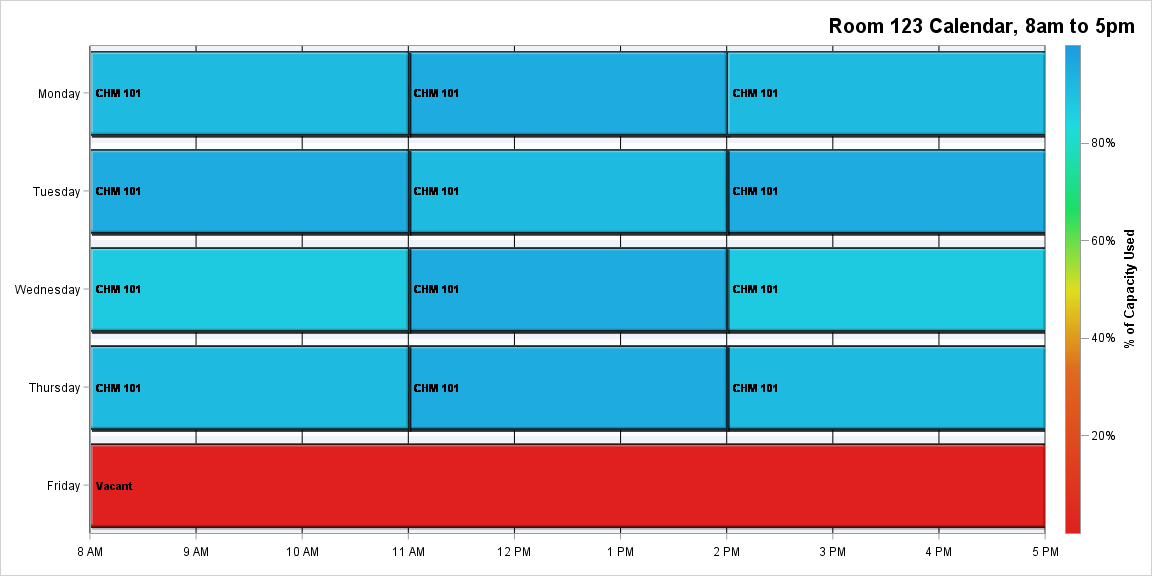 Room 123 Calendar, 8am to 5pm
Monday
CHM 101
CHM 101
CHM 101
Tuesday
CHM 101
CHM 101
CHM 101
Wednesday
CHM 101
CHM 101
CHM 101
Thursday
CHM 101
CHM 101
CHM 101
Friday
Vacant
8 AM
9 AM
10 AM
11 AM
12 PM
1 PM
2 PM
3 PM
4 PM
5 PM
80%
60%
40%
20%
% of Capacity Used